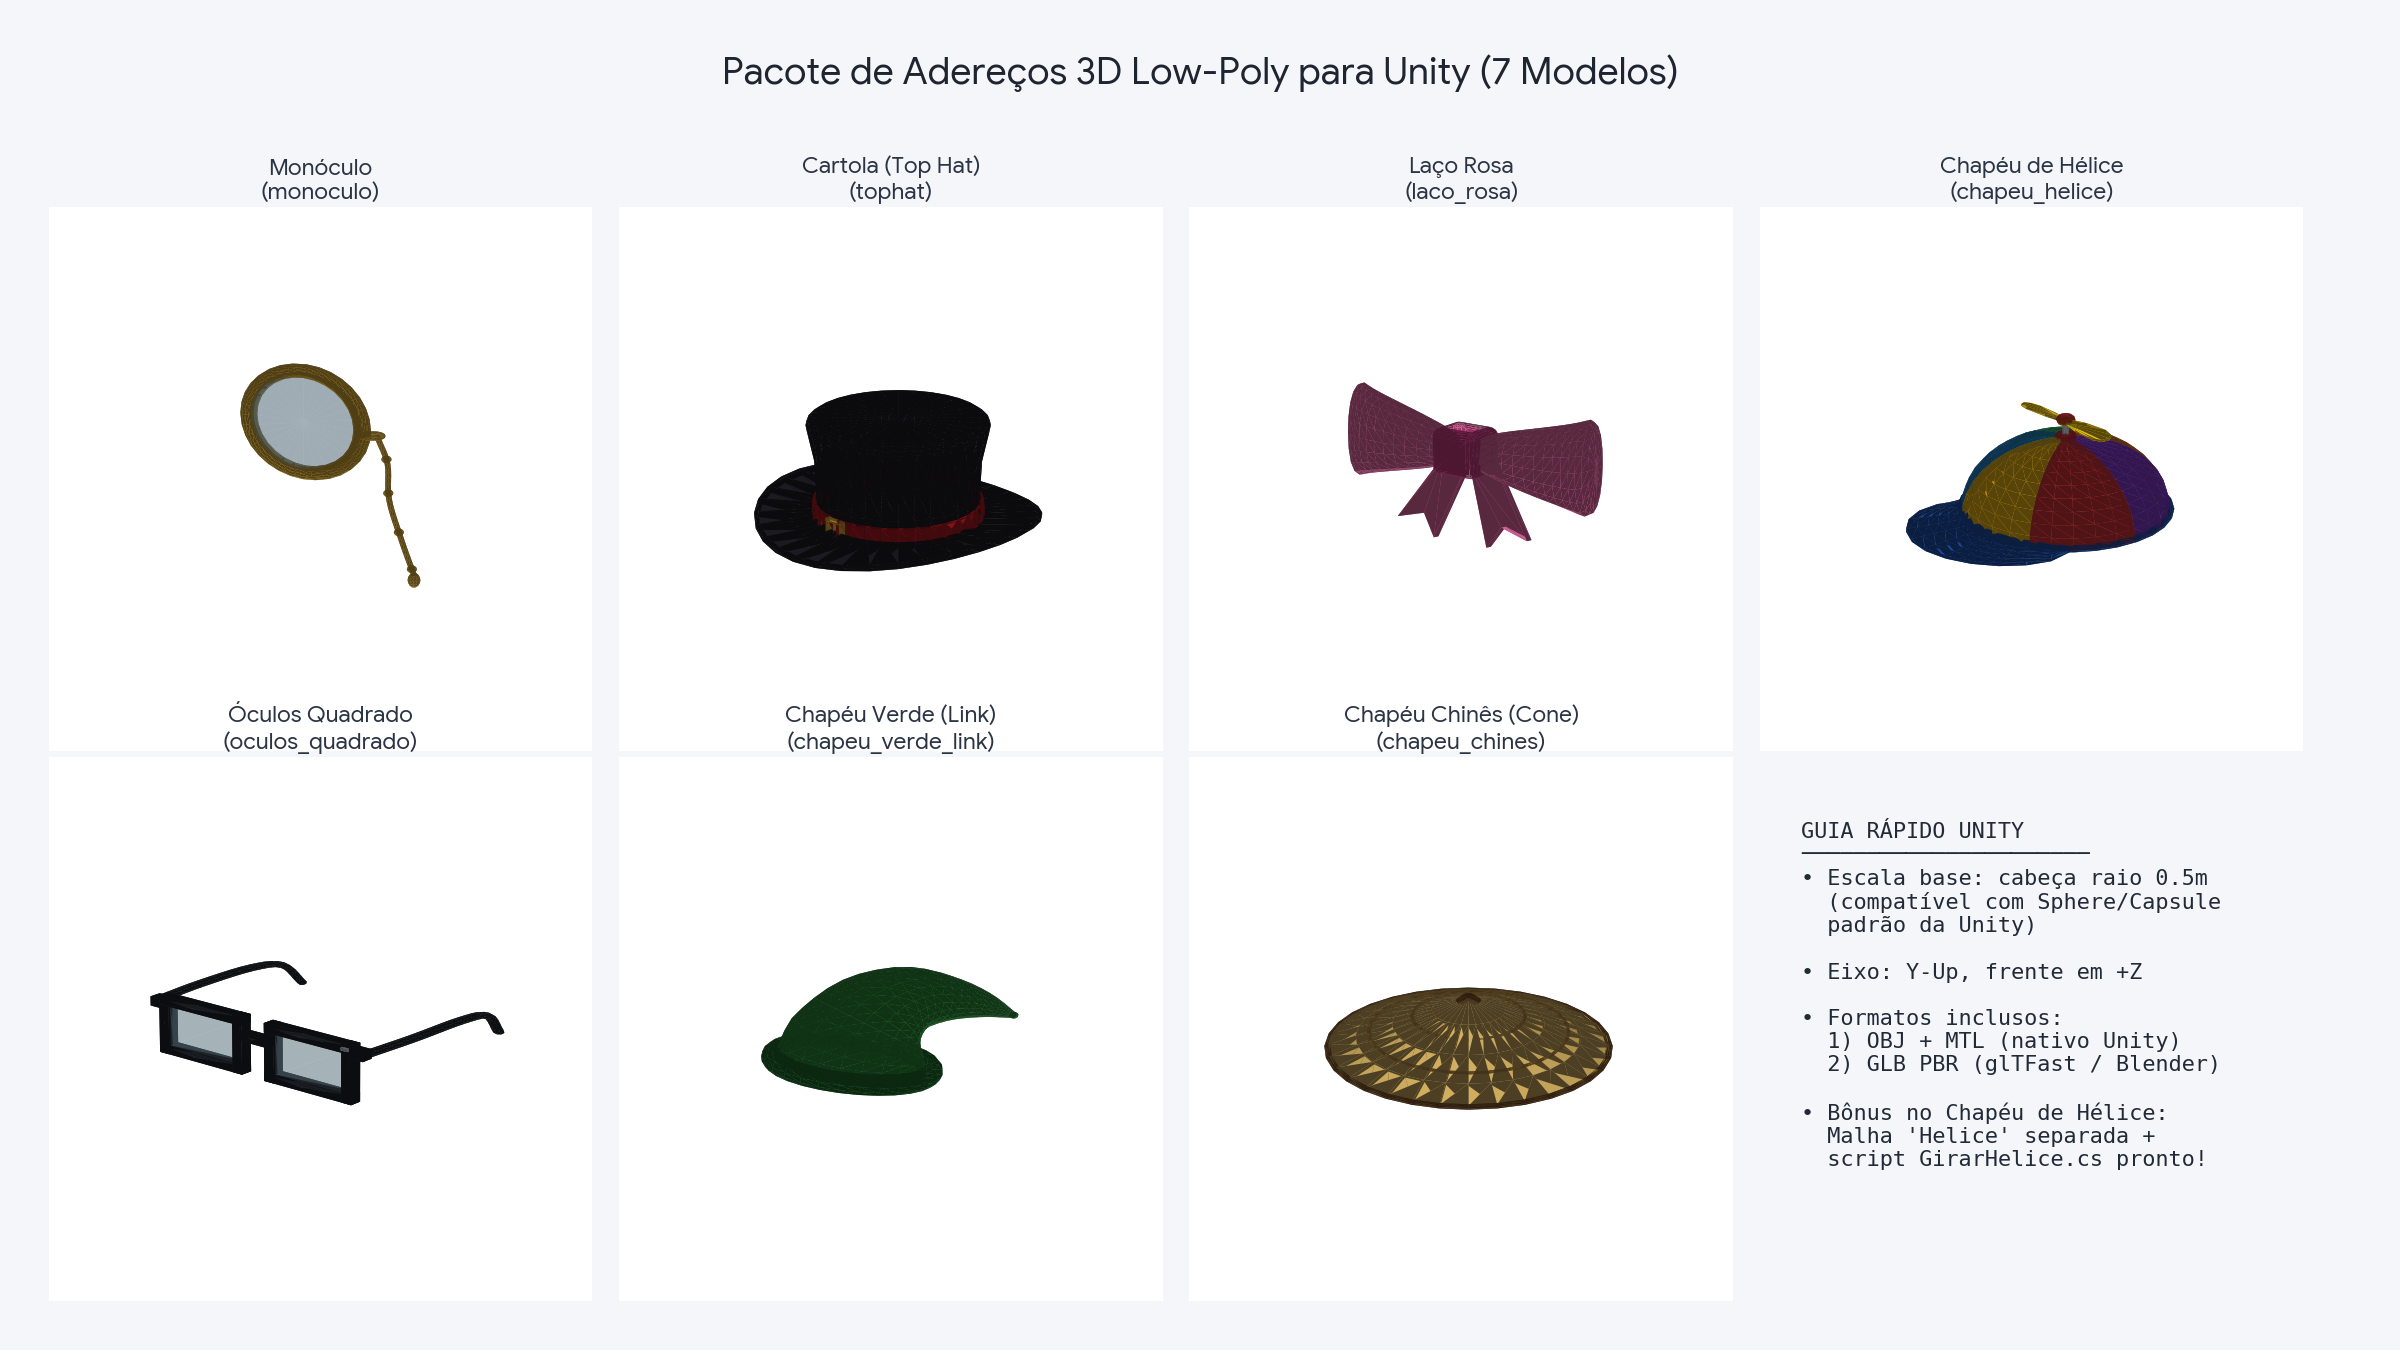 Pacote de Adereços 3D Low-Poly para Unity (7 Modelos)
Monóculo
(monoculo)
Cartola (Top Hat)
(tophat)
Laço Rosa
(laco_rosa)
Chapéu de Hélice
(chapeu_helice)
Óculos Quadrado
(oculos_quadrado)
Chapéu Verde (Link)
(chapeu_verde_link)
Chapéu Chinês (Cone)
(chapeu_chines)
GUIA RÁPIDO UNITY
• Escala base: cabeça raio 0.5m
(compatível com Sphere/Capsule
padrão da Unity)
• Eixo: Y-Up, frente em +Z
• Formatos inclusos:
1) OBJ + MTL (nativo Unity)
2) GLB PBR (glTFast / Blender)
• Bônus no Chapéu de Hélice:
Malha 'Helice' separada +
script GirarHelice.cs pronto!